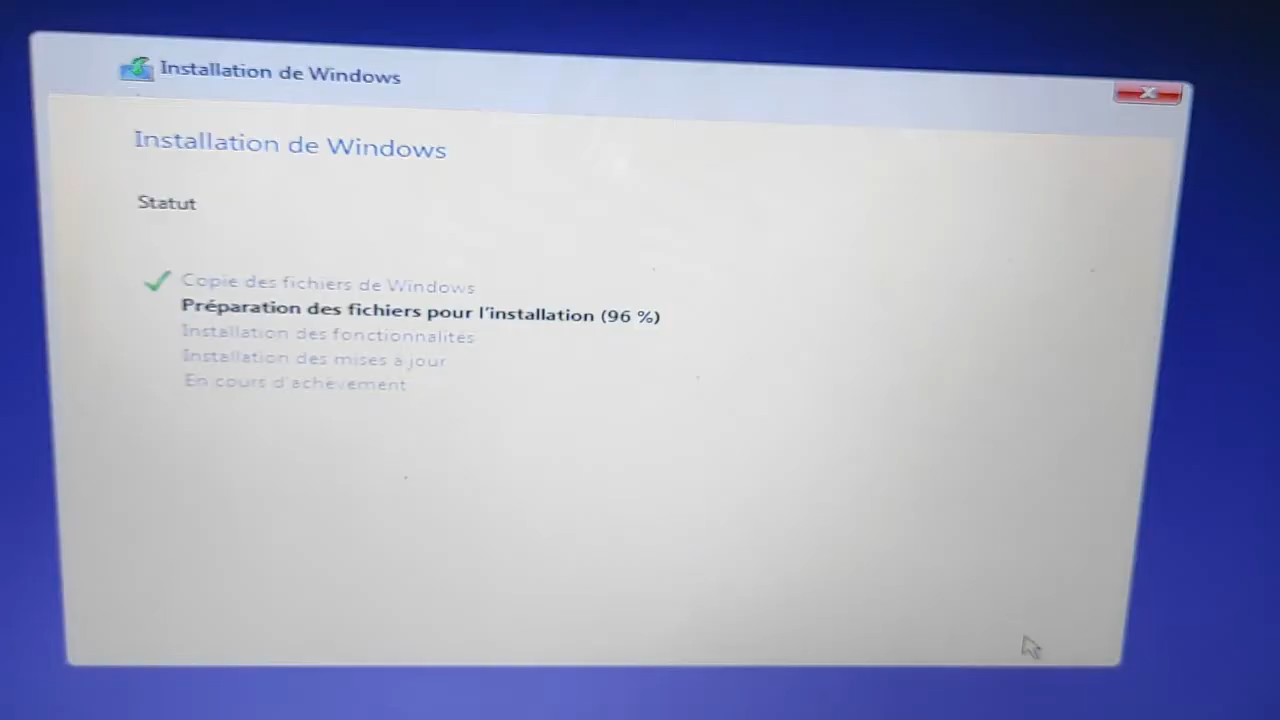 Installation de Windows
Installation de Windows
Statut
Copie des fichiers de Windows
Préparation des fichiers pour l'installation (96 %)
Installation des fonctionnalités
Installation des mises à jour
En cours d'achèvement